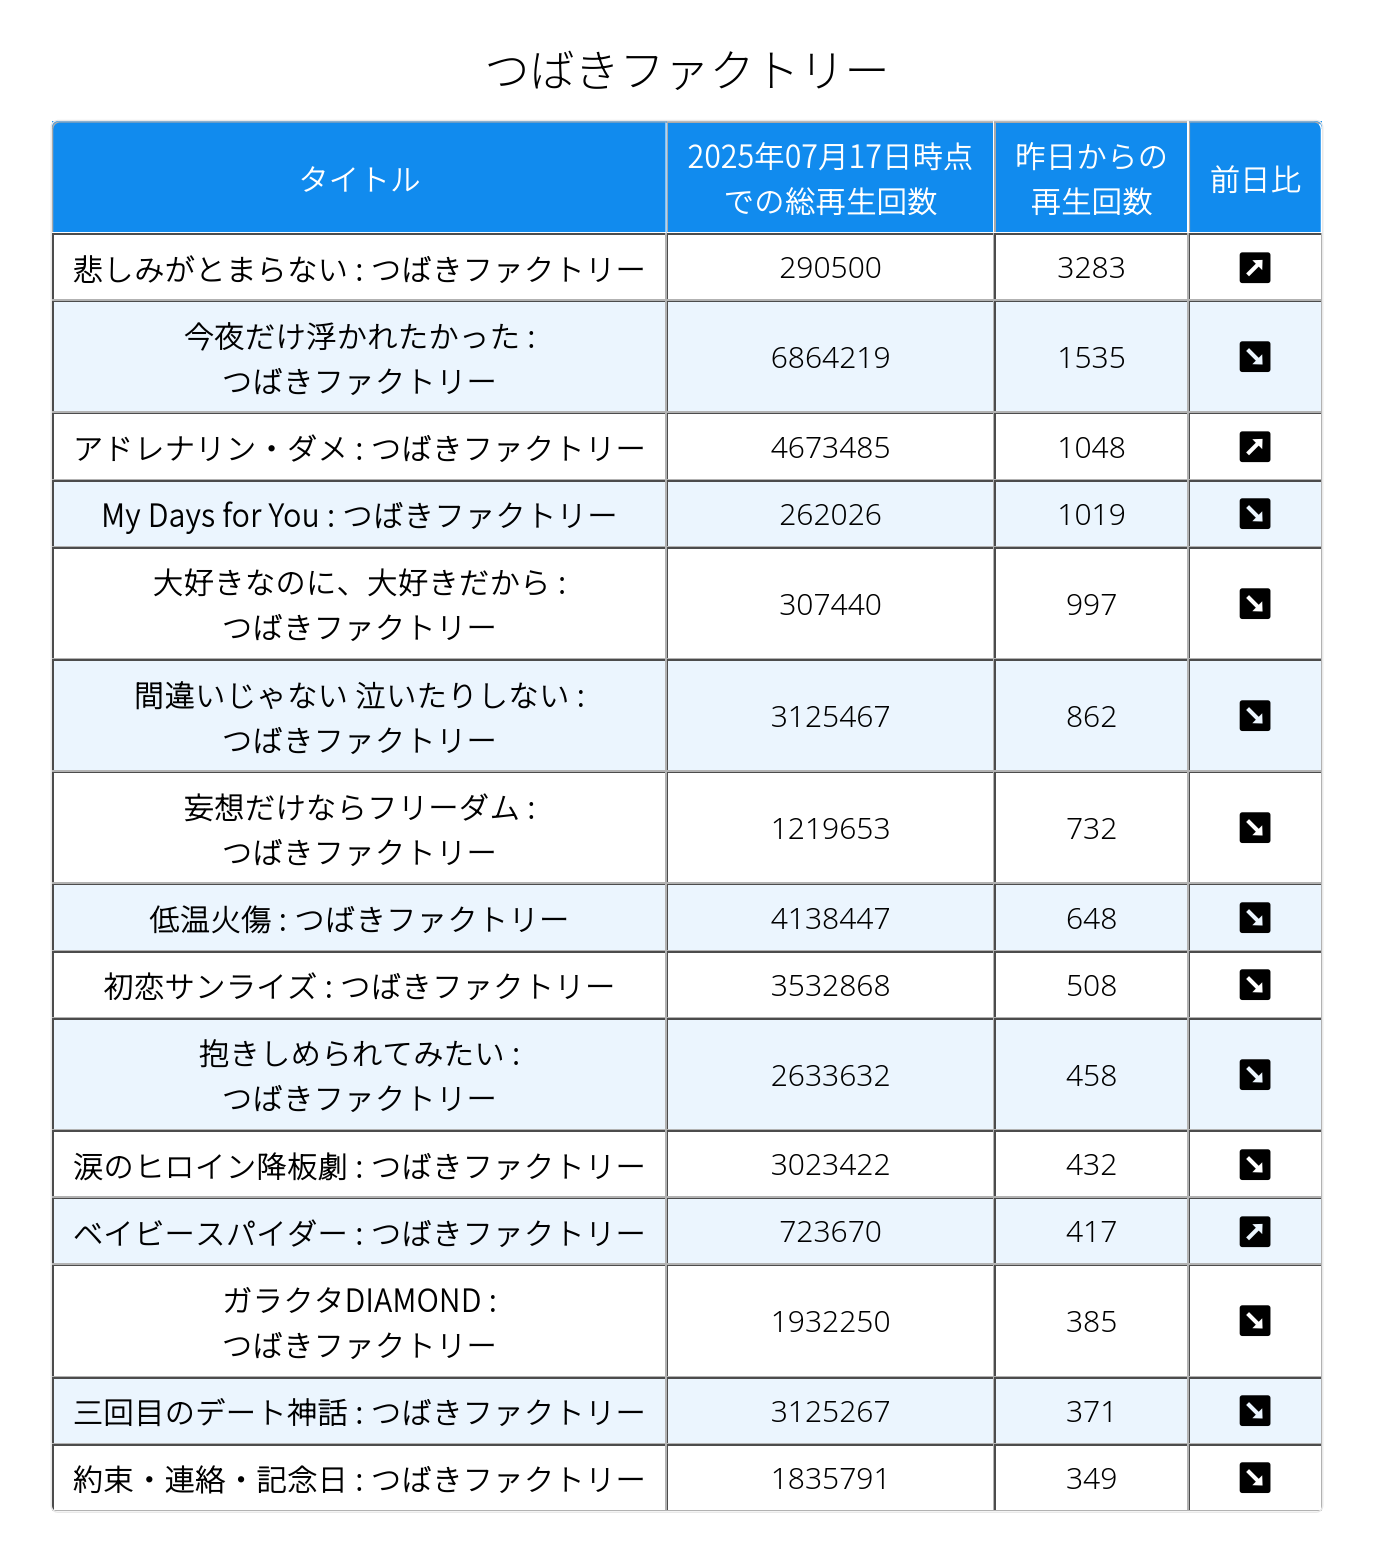 つばきファクトリー
タイトル
2025年07月17日時点
での総再生回数
昨日からの
再生回数
前日比
悲しみがとまらない : つばきファクトリー
290500
3283
↗
今夜だけ浮かれたかった :
つばきファクトリー
6864219
1535
↘
アドレナリン・ダメ : つばきファクトリー
4673485
1048
↗
My Days for You : つばきファクトリー
262026
1019
↘
大好きなのに、大好きだから :
つばきファクトリー
307440
997
↘
間違いじゃない 泣いたりしない :
つばきファクトリー
3125467
862
↘
妄想だけならフリーダム :
つばきファクトリー
1219653
732
↘
低温火傷 : つばきファクトリー
4138447
648
↘
初恋サンライズ : つばきファクトリー
3532868
508
↘
抱きしめられてみたい :
つばきファクトリー
2633632
458
↘
涙のヒロイン降板劇 : つばきファクトリー
3023422
432
↘
ベイビースパイダー : つばきファクトリー
723670
417
↗
ガラクタDIAMOND :
つばきファクトリー
1932250
385
↘
三回目のデート神話 : つばきファクトリー
3125267
371
↘
約束・連絡・記念日 : つばきファクトリー
1835791
349
↘